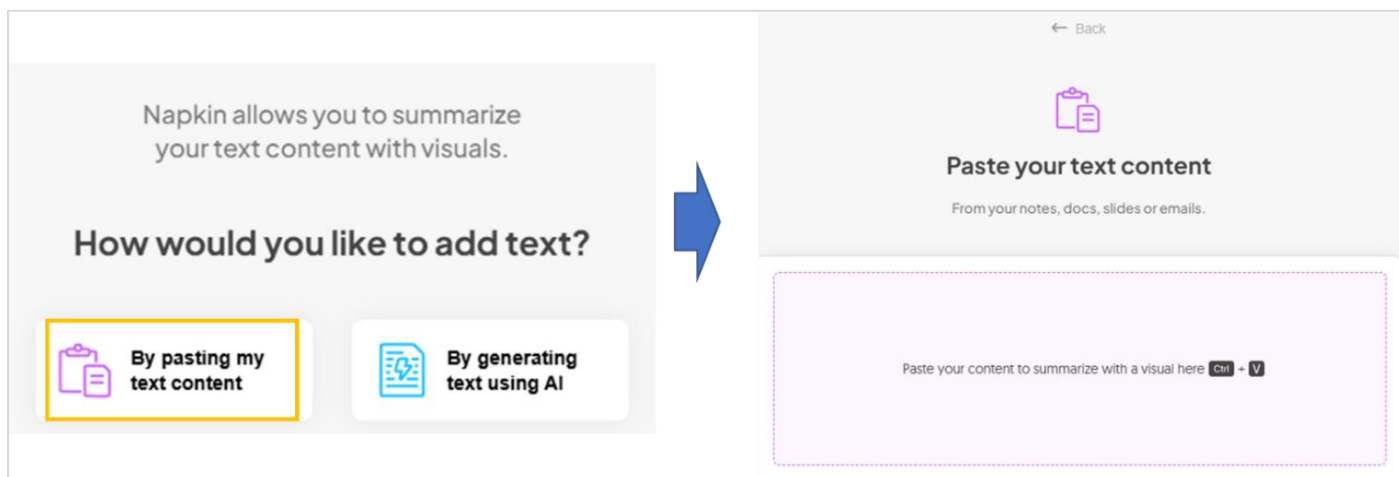 Napkin allows you to summarize
your text content with visuals.
How would you like to add text?
By pasting my
text content
By generating
text using AI
← Back
Paste your text content
From your notes, docs, slides or emails.
Paste your content to summarize with a visual here Ctrl + V